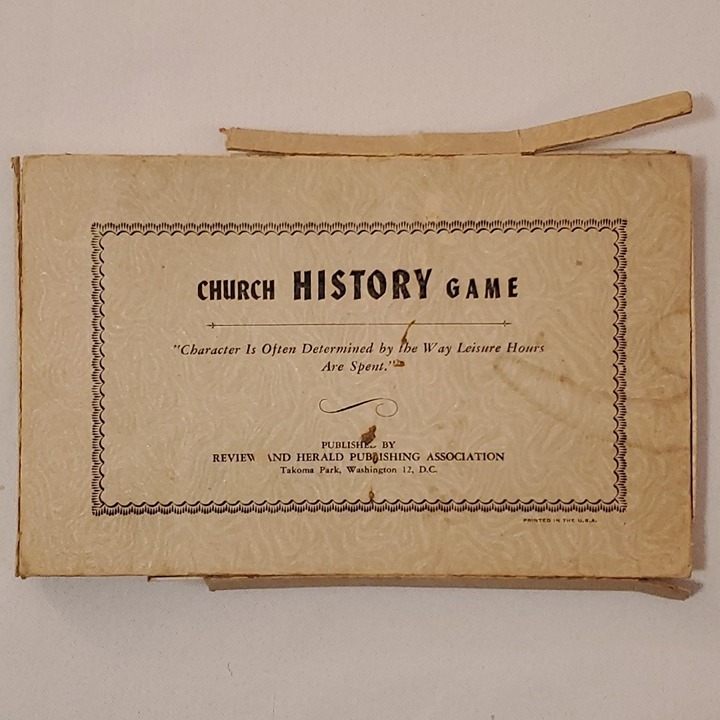 CHURCH HISTORY GAME
"Character Is Often Determined by the Way Leisure Hours
Are Spent."
PUBLISHED BY
REVIEW AND HERALD PUBLISHING ASSOCIATION
Takoma Park, Washington 12, D.C.
PRINTED IN THE U.S.A.